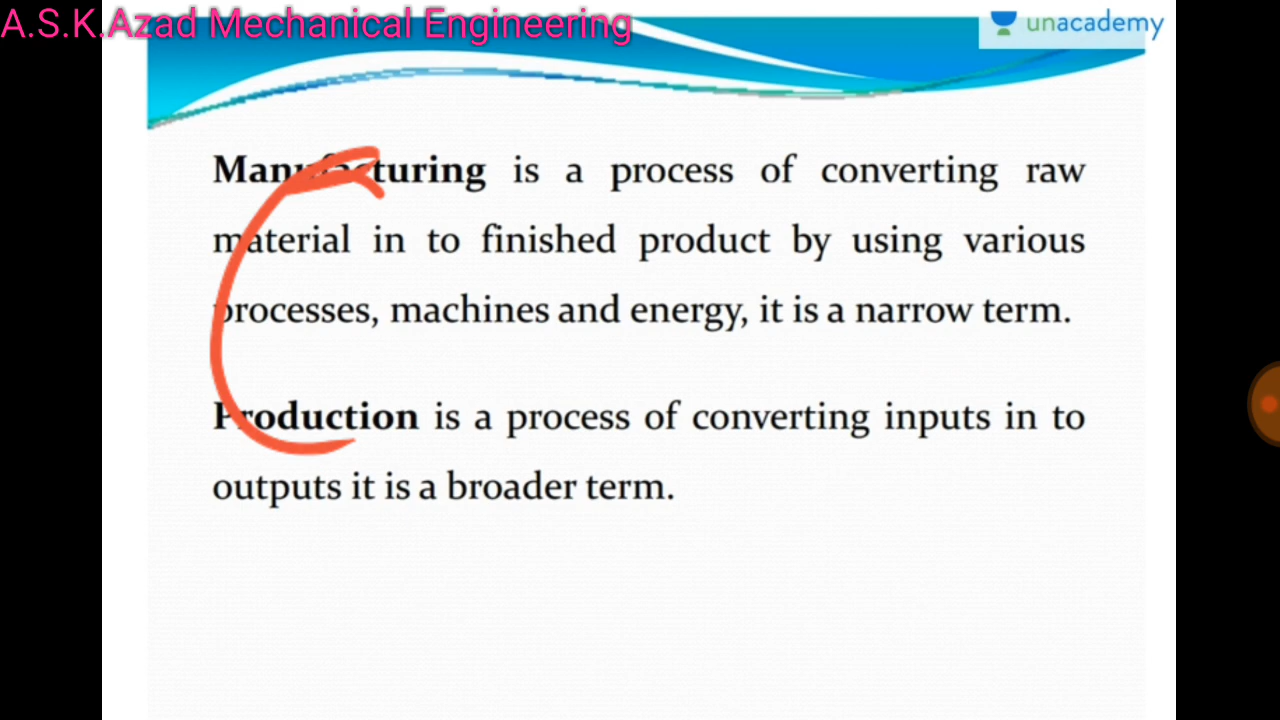 A.S.K.Azad Mechanical Engineering
unacademy
Manufacturing is a process of converting raw
material in to finished product by using various
processes, machines and energy, it is a narrow term.
Production is a process of converting inputs in to
outputs it is a broader term.